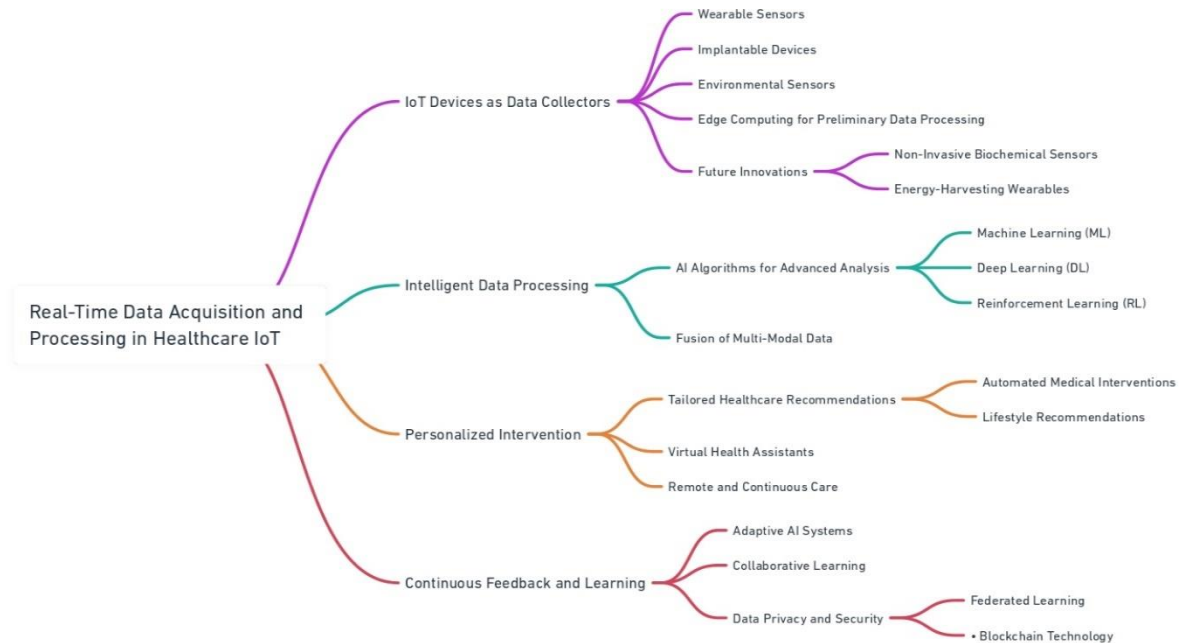 Real-Time Data Acquisition and
Processing in Healthcare IoT
IoT Devices as Data Collectors
Wearable Sensors
Implantable Devices
Environmental Sensors
Edge Computing for Preliminary Data Processing
Future Innovations
Non-Invasive Biochemical Sensors
Energy-Harvesting Wearables
Intelligent Data Processing
AI Algorithms for Advanced Analysis
Machine Learning (ML)
Deep Learning (DL)
Reinforcement Learning (RL)
Fusion of Multi-Modal Data
Personalized Intervention
Tailored Healthcare Recommendations
Automated Medical Interventions
Lifestyle Recommendations
Virtual Health Assistants
Remote and Continuous Care
Continuous Feedback and Learning
Adaptive AI Systems
Collaborative Learning
Data Privacy and Security
Federated Learning
• Blockchain Technology